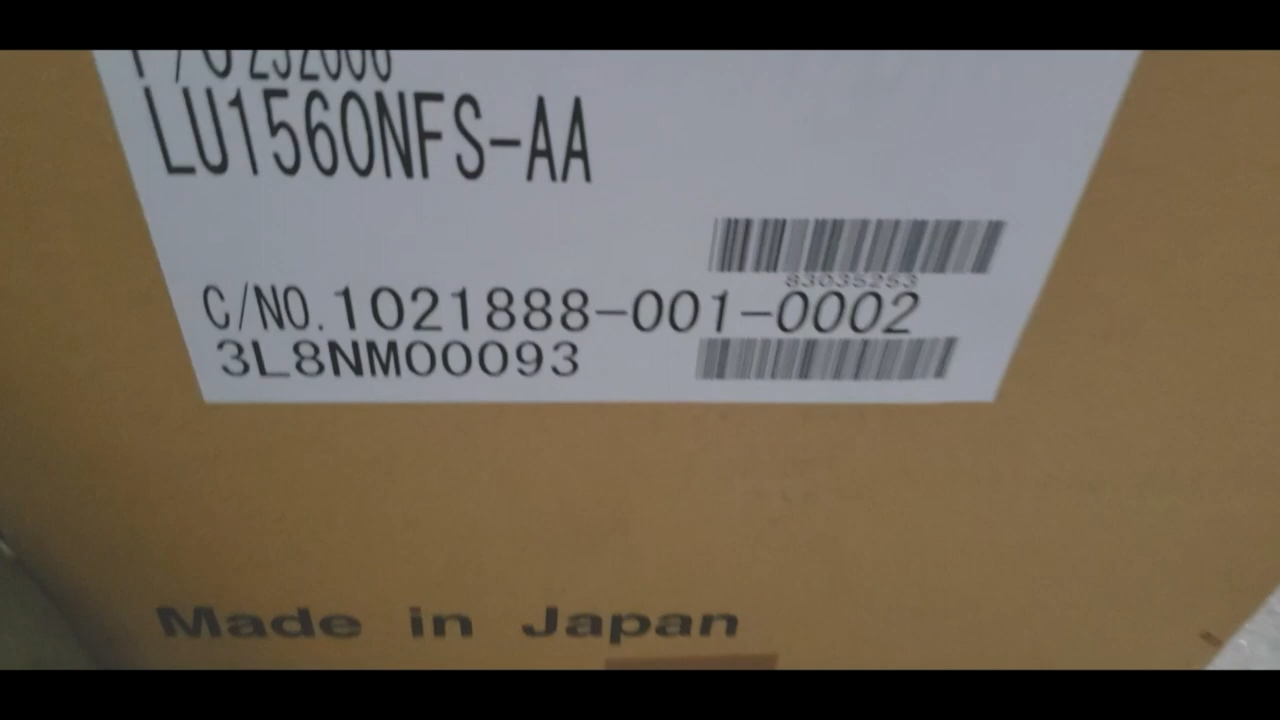 LU1560NFS-AA
83035253
C/NO.1021888-001-0002
3L8NM00093
Made in Japan